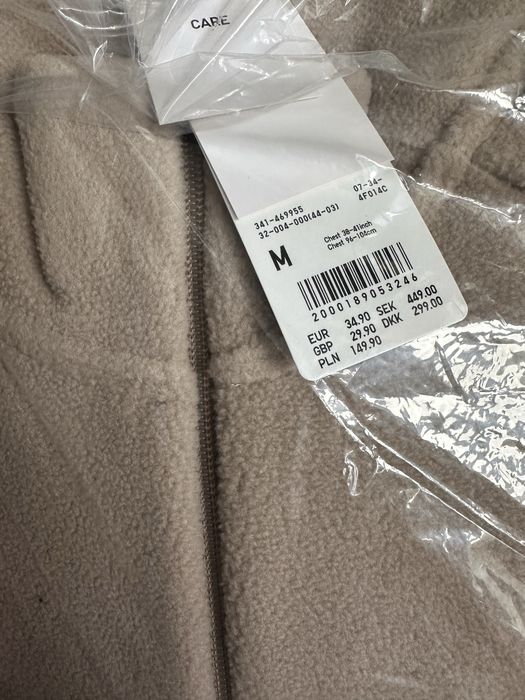 CARE
341-469955 07-34-
32-004-000(44-03) 4F014C
M
Chest 38-41inch
Chest 96-104cm
2000189053246
EUR 34.90 SEK 449.00
GBP 29.90 DKK 299.00
PLN 149.90